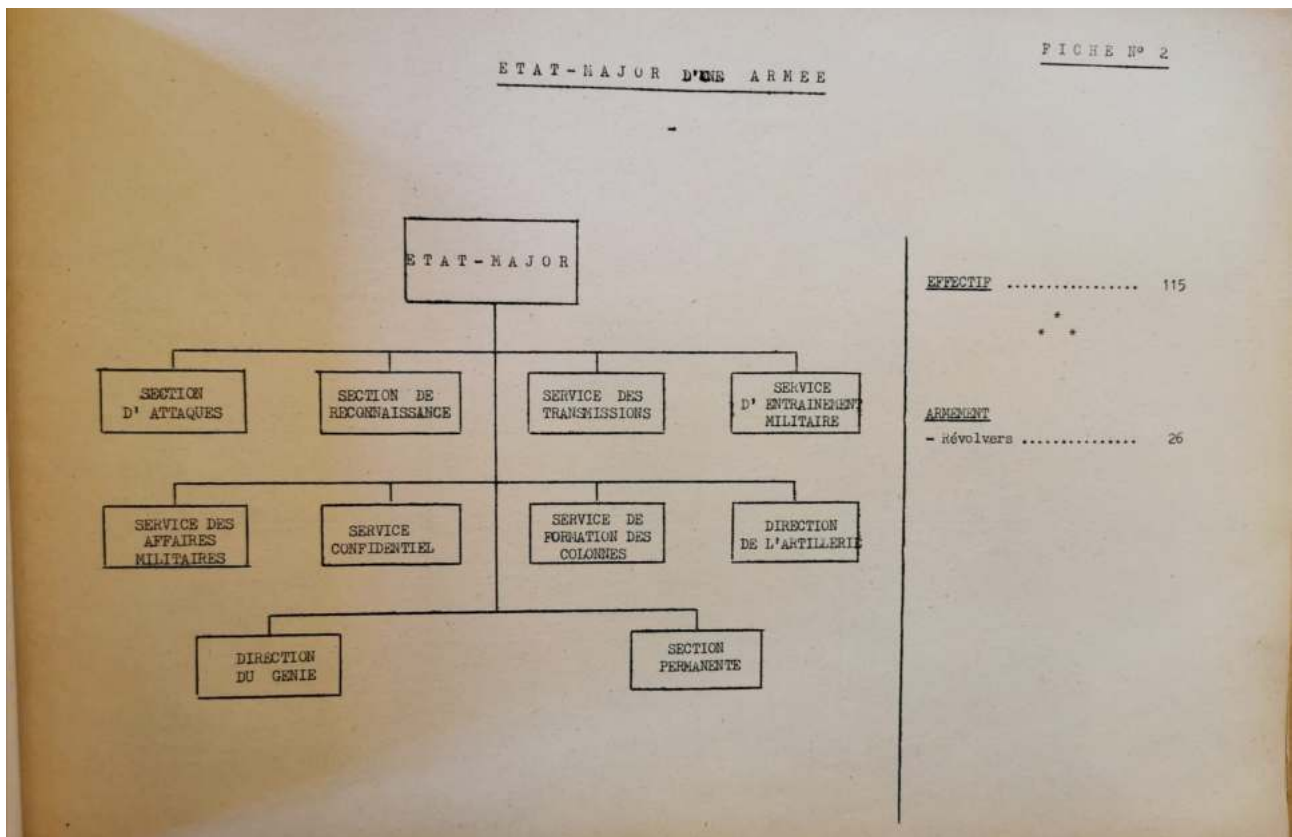 FICHE Nº 2
ETAT-MAJOR D'UNE ARMEE
-
ETAT-MAJOR
EFFECTIF ................ 115
*
* *
SECTION
D' ATTAQUES
SECTION DE
RECONNAISSANCE
SERVICE DES
TRANSMISSIONS
SERVICE
D' ENTRAINEMENT
MILITAIRE
ARMEMENT
- Révolvers .............. 26
SERVICE DES
AFFAIRES
MILITAIRES
SERVICE
CONFIDENTIEL
SERVICE DE
FORMATION DES
COLONNES
DIRECTION
DE L'ARTILLERIE
DIRECTION
DU GENIE
SECTION
PERMANENTE